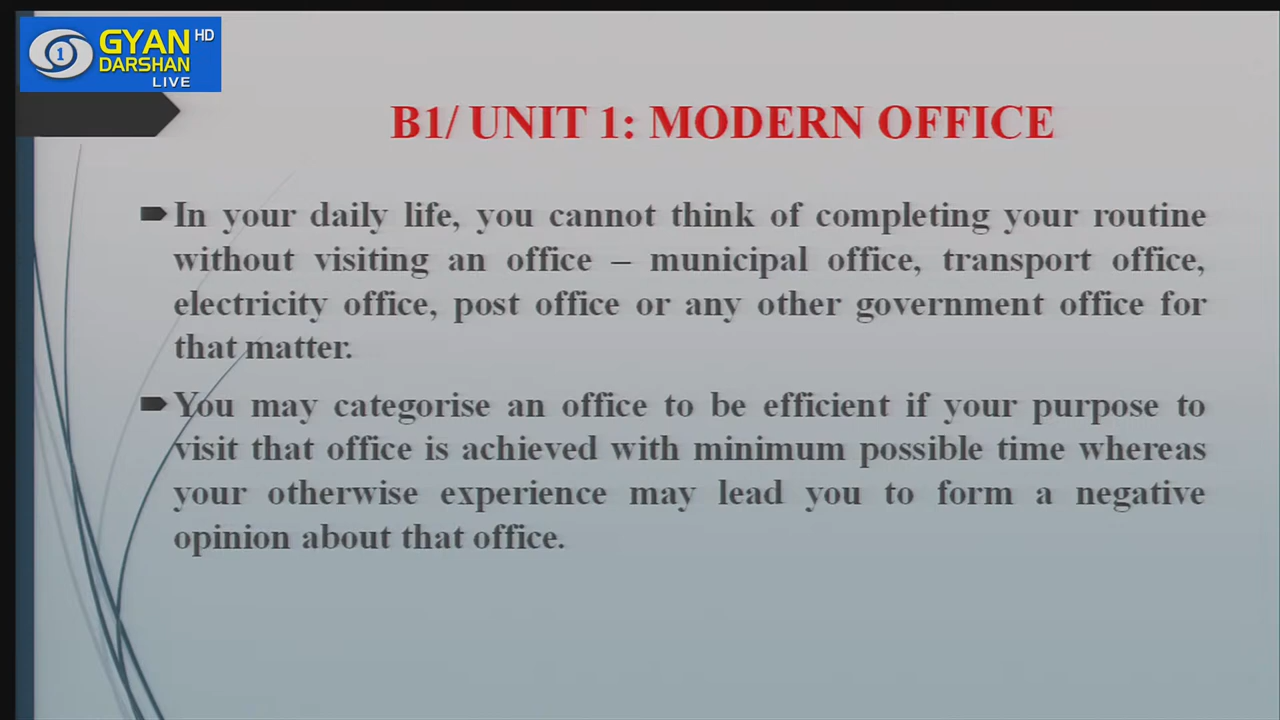 1
GYAN HD
DARSHAN
LIVE
B1/ UNIT 1: MODERN OFFICE
In your daily life, you cannot think of completing your routine
without visiting an office – municipal office, transport office,
electricity office, post office or any other government office for
that matter.
You may categorise an office to be efficient if your purpose to
visit that office is achieved with minimum possible time whereas
your otherwise experience may lead you to form a negative
opinion about that office.